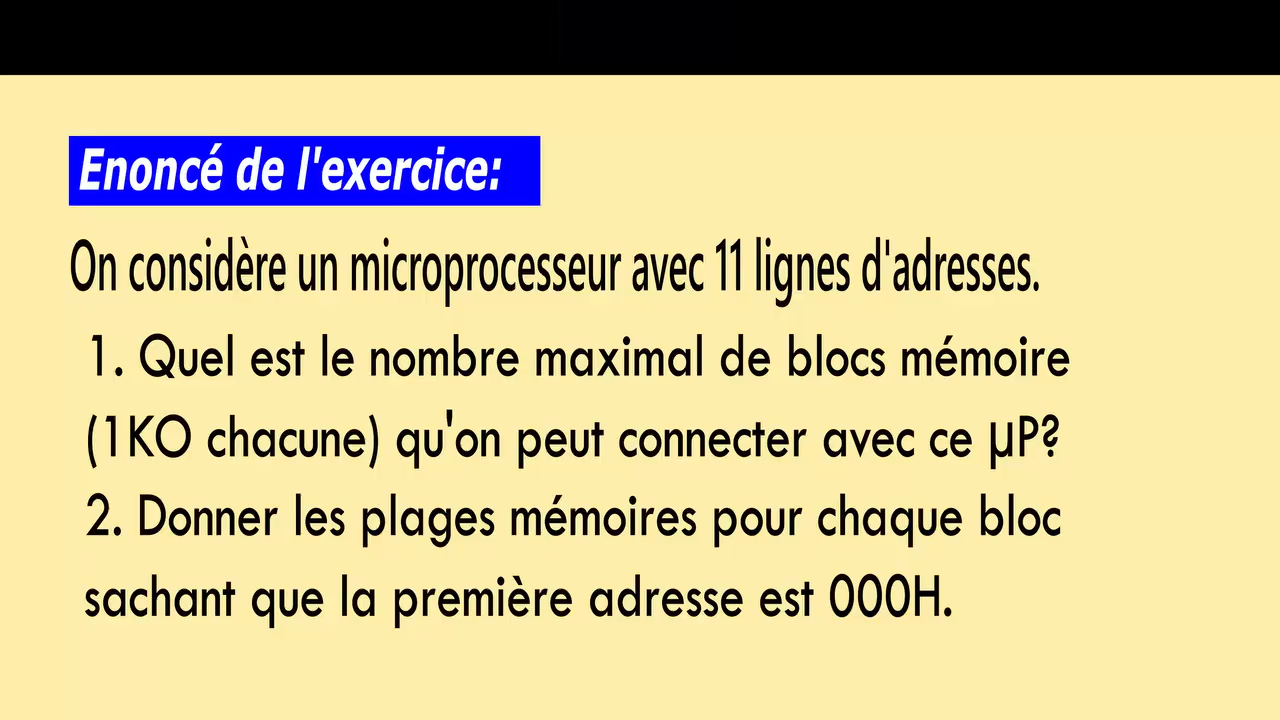 Enoncé de l'exercice:
On considère un microprocesseur avec 11 lignes d'adresses.
1. Quel est le nombre maximal de blocs mémoire
(1KO chacune) qu'on peut connecter avec ce µP?
2. Donner les plages mémoires pour chaque bloc
sachant que la première adresse est 000H.